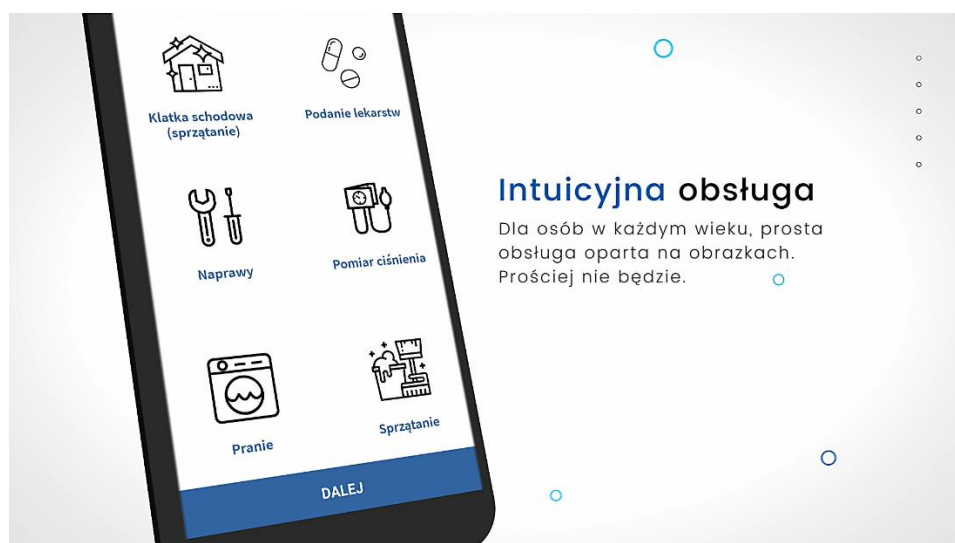 Klatka schodowa
(sprzątanie)
Podanie lekarstw
Naprawy
Pomiar ciśnienia
Pranie
Sprzątanie
DALEJ
Intuicyjna obsługa
Dla osób w każdym wieku, prosta
obsługa oparta na obrazkach.
Prościej nie będzie.